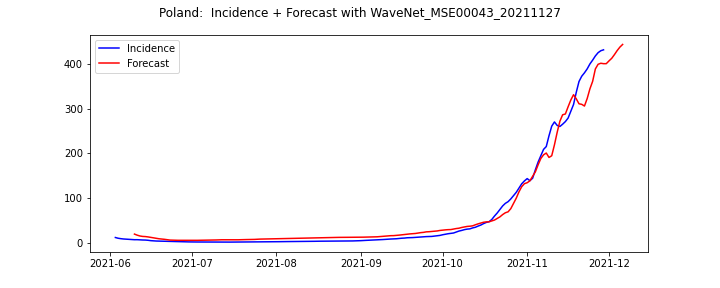 Poland:  Incidence + Forecast with WaveNet_MSE00043_20211127
Incidence
Forecast
400
300
200
100
0
2021-06 2021-07 2021-08 2021-09 2021-10 2021-11 2021-12